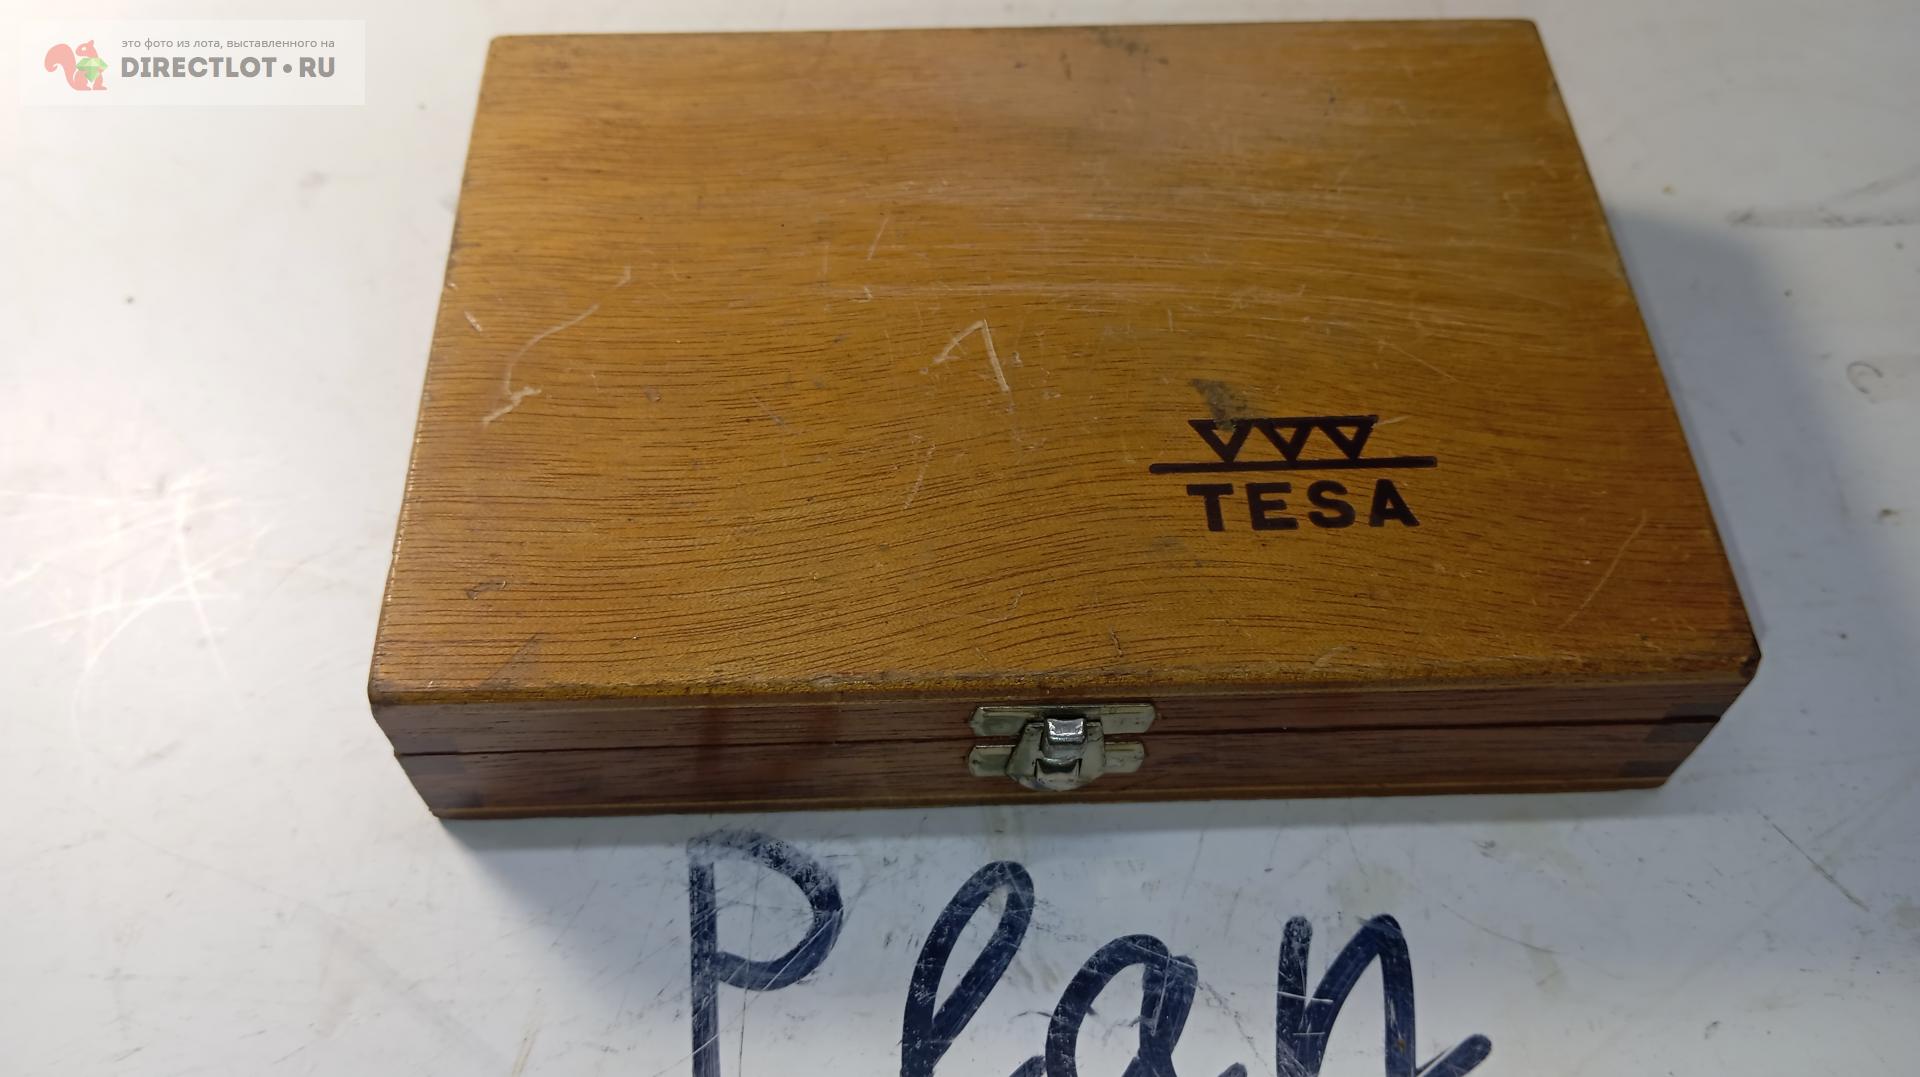 это фото из лота, выставленного на
DIRECTLOT•RU
TESA
Plan